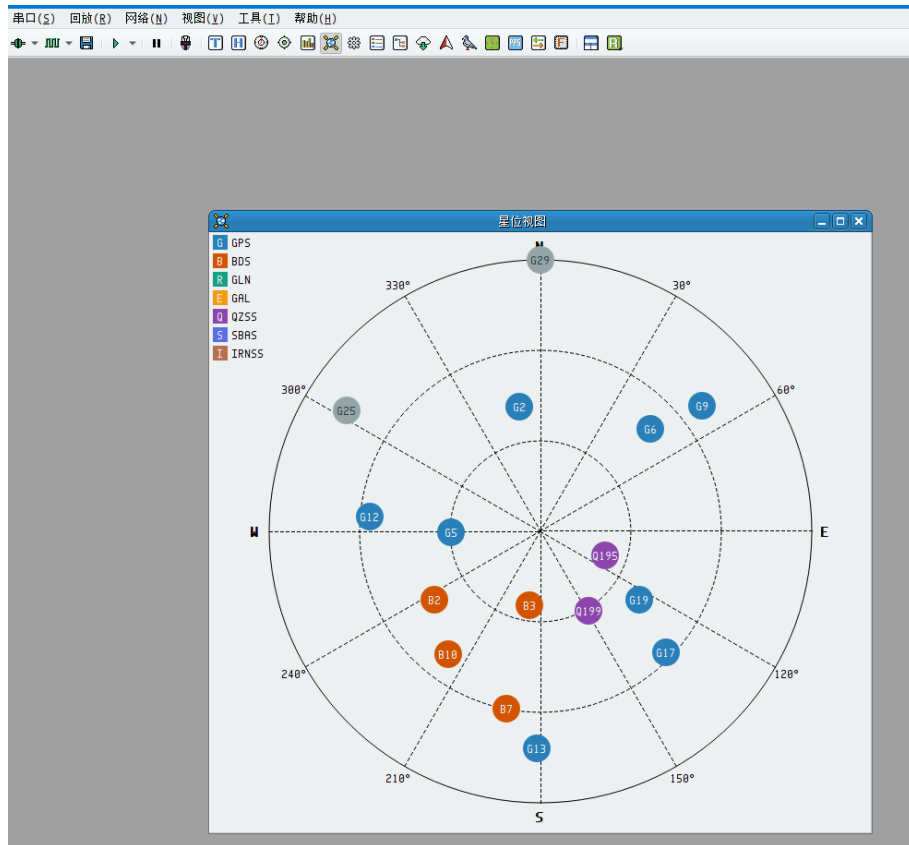 串口(S) 回放(R) 网络(N) 视图(V) 工具(I) 帮助(H)
T H PPS F R
星位视图
G GPS
B BDS
R GLN
E GAL
Q QZSS
S SBAS
I IRNSS
N
G29
330° 30°
300° 60°
G25 G2 G9
G6
G12
W G5 E
Q195
B2 B3 Q199 G19
B10 G17
240° 120°
B7
G13
210° 150°
S